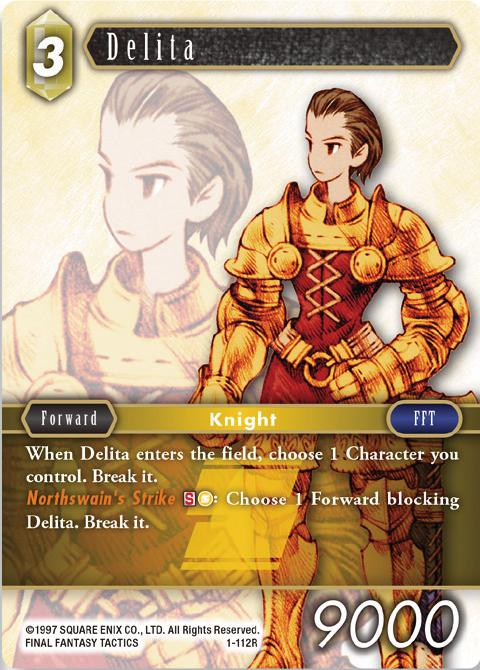 3
Delita
Forward
Knight
FFT
When Delita enters the field, choose 1 Character you
control. Break it.
Northswain's Strike S: Choose 1 Forward blocking
Delita. Break it.
©1997 SQUARE ENIX CO., LTD. All Rights Reserved.
FINAL FANTASY TACTICS 1-112R
9000